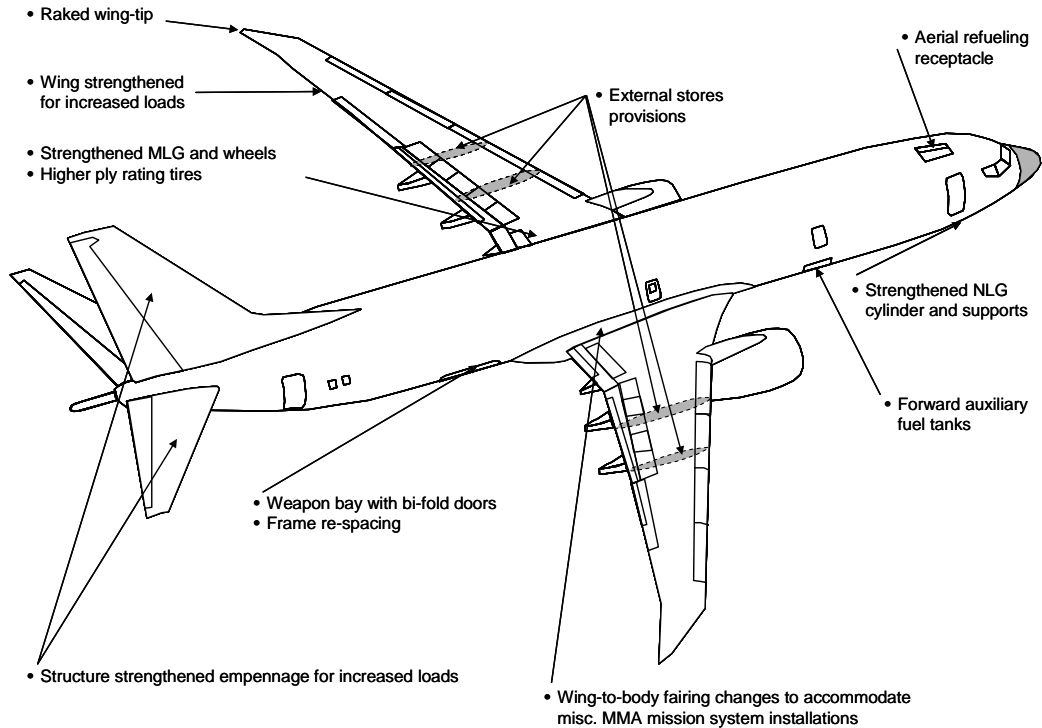 • Raked wing-tip
• Aerial refueling
receptacle
• Wing strengthened
for increased loads
• External stores
provisions
• Strengthened MLG and wheels
• Higher ply rating tires
• Strengthened NLG
cylinder and supports
• Forward auxiliary
fuel tanks
• Weapon bay with bi-fold doors
• Frame re-spacing
• Structure strengthened empennage for increased loads
• Wing-to-body fairing changes to accommodate
misc. MMA mission system installations